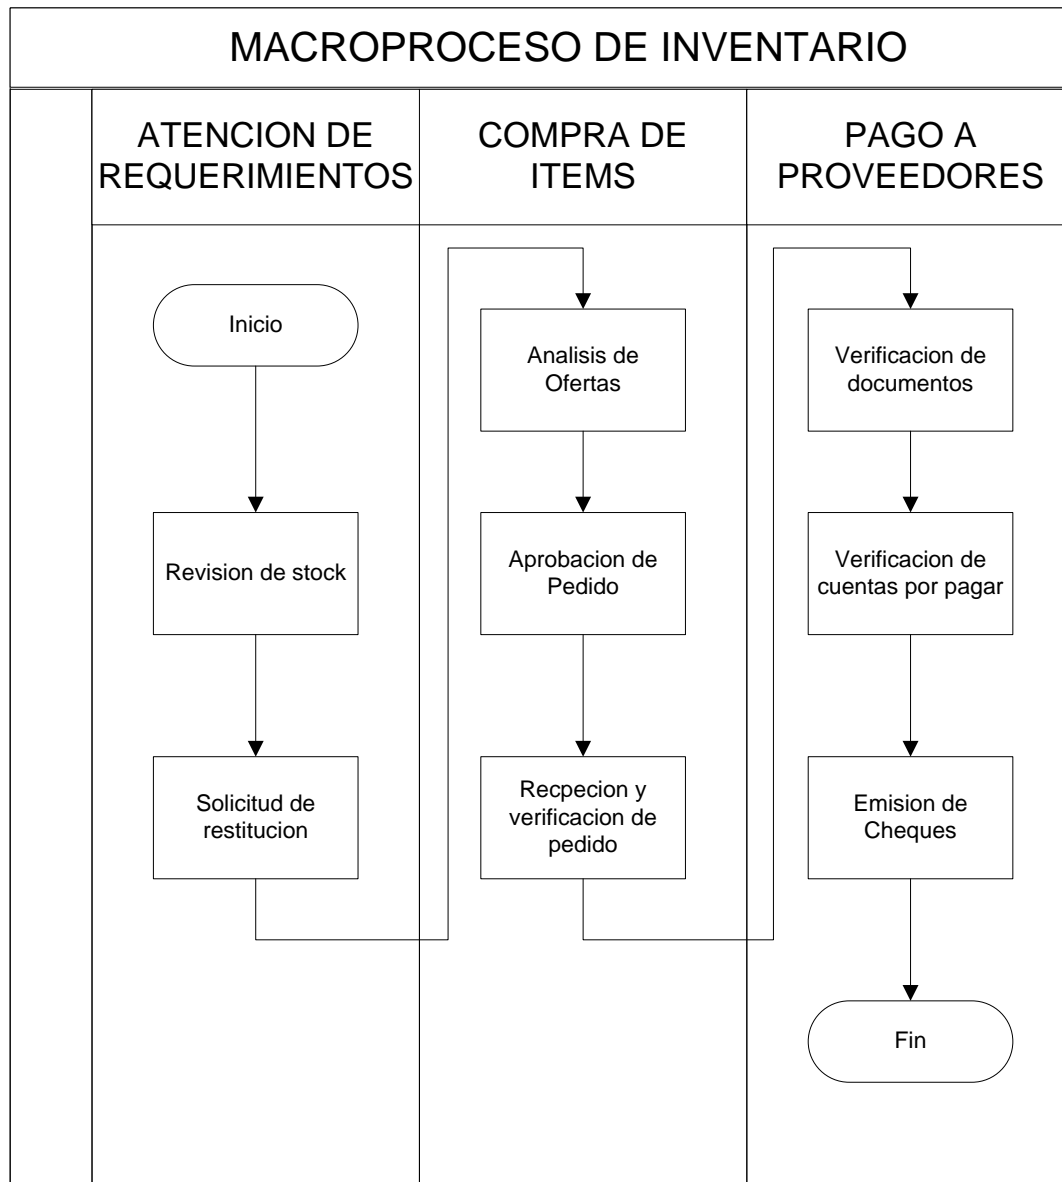 MACROPROCESO DE INVENTARIO
ATENCION DE
REQUERIMIENTOS
COMPRA DE
ITEMS
PAGO A
PROVEEDORES
Inicio
Revision de stock
Solicitud de
restitucion
Analisis de
Ofertas
Aprobacion de
Pedido
Recpecion y
verificacion de
pedido
Verificacion de
documentos
Verificacion de
cuentas por pagar
Emision de
Cheques
Fin